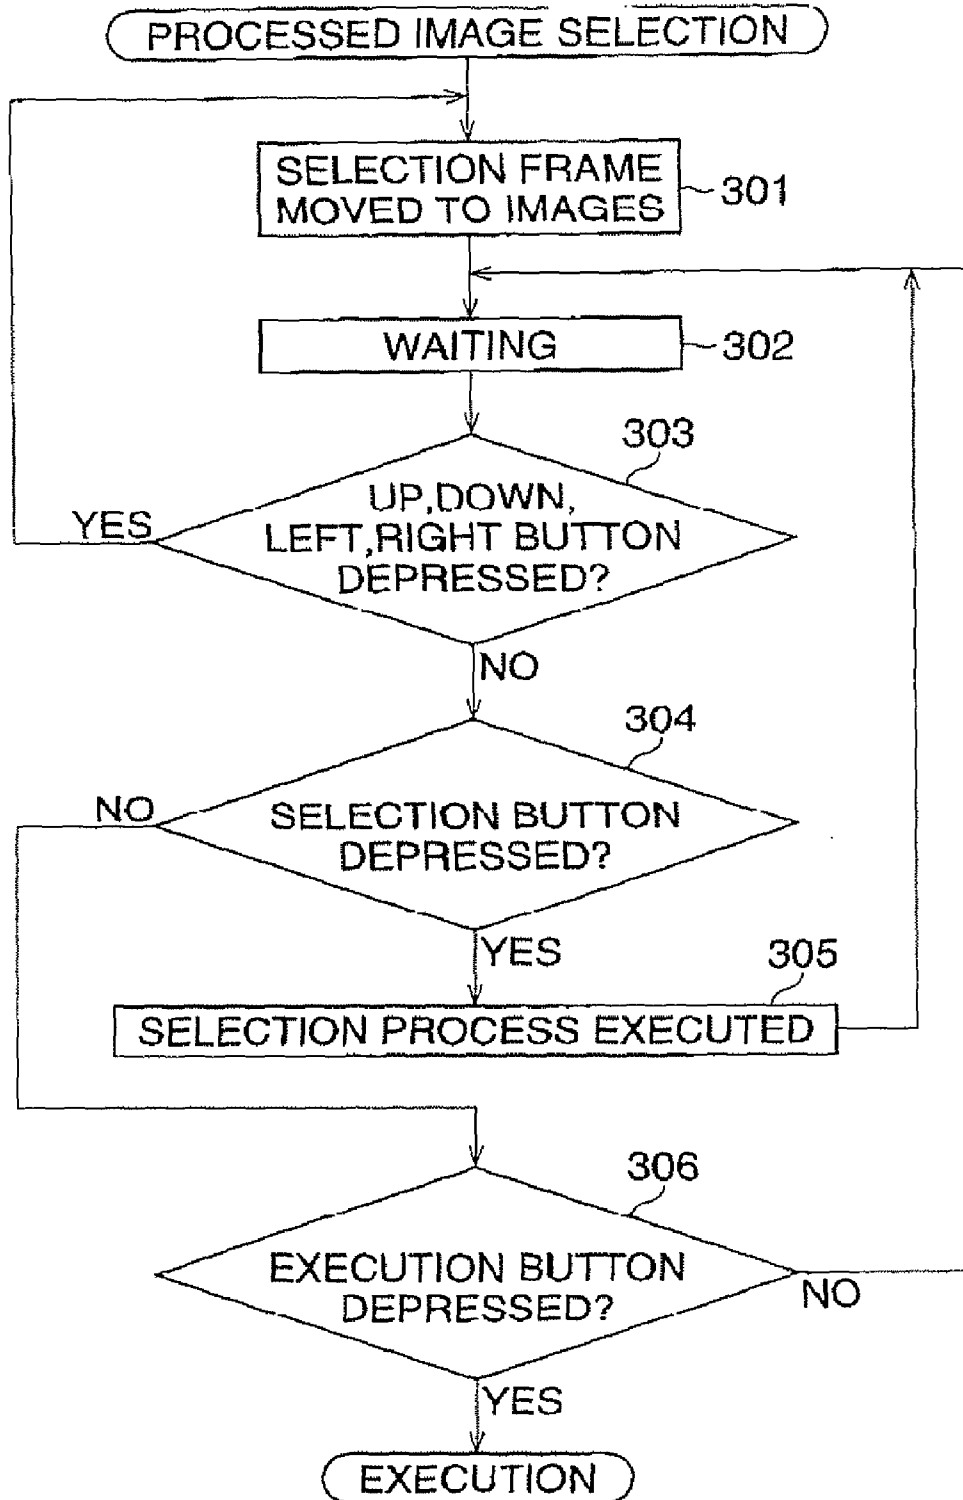 PROCESSED IMAGE SELECTION
SELECTION FRAME
MOVED TO IMAGES
301
WAITING
302
303
UP,DOWN,
LEFT,RIGHT BUTTON
DEPRESSED?
YES
NO
304
SELECTION BUTTON
DEPRESSED?
NO
YES
305
SELECTION PROCESS EXECUTED
306
EXECUTION BUTTON
DEPRESSED?
NO
YES
EXECUTION